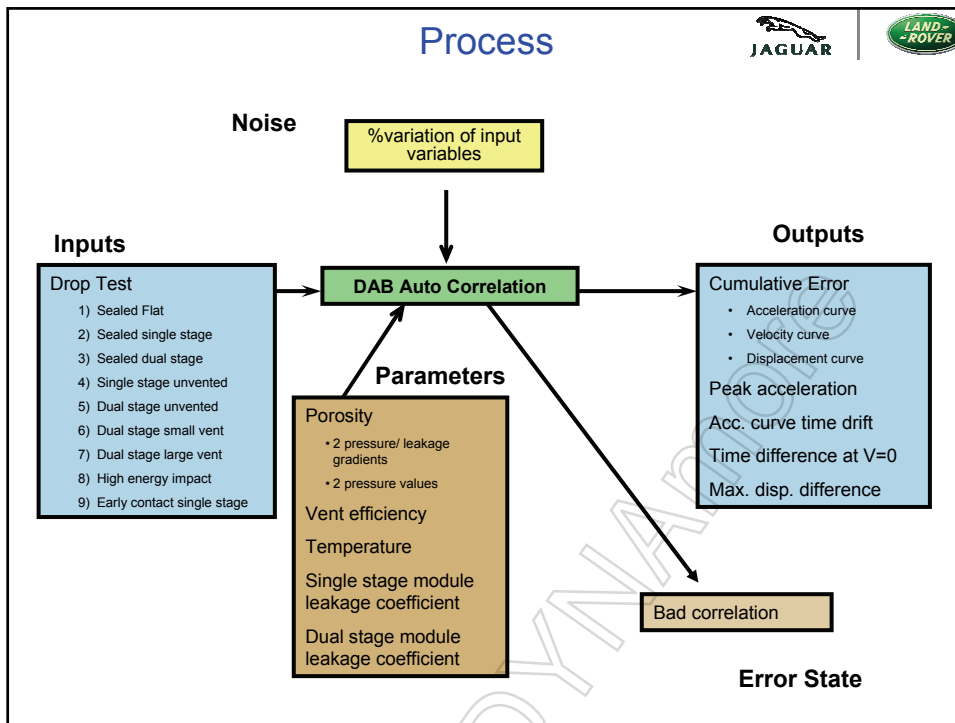 Process
JAGUAR
LAND-
-ROVER
Noise
%variation of input
variables
Inputs
Drop Test
1) Sealed Flat
2) Sealed single stage
3) Sealed dual stage
4) Single stage unvented
5) Dual stage unvented
6) Dual stage small vent
7) Dual stage large vent
8) High energy impact
9) Early contact single stage
DAB Auto Correlation
Parameters
Porosity
• 2 pressure/ leakage
gradients
• 2 pressure values
Vent efficiency
Temperature
Single stage module
leakage coefficient
Dual stage module
leakage coefficient
Outputs
Cumulative Error
• Acceleration curve
• Velocity curve
• Displacement curve
Peak acceleration
Acc. curve time drift
Time difference at V=0
Max. disp. difference
Bad correlation
Error State
DYNAmore